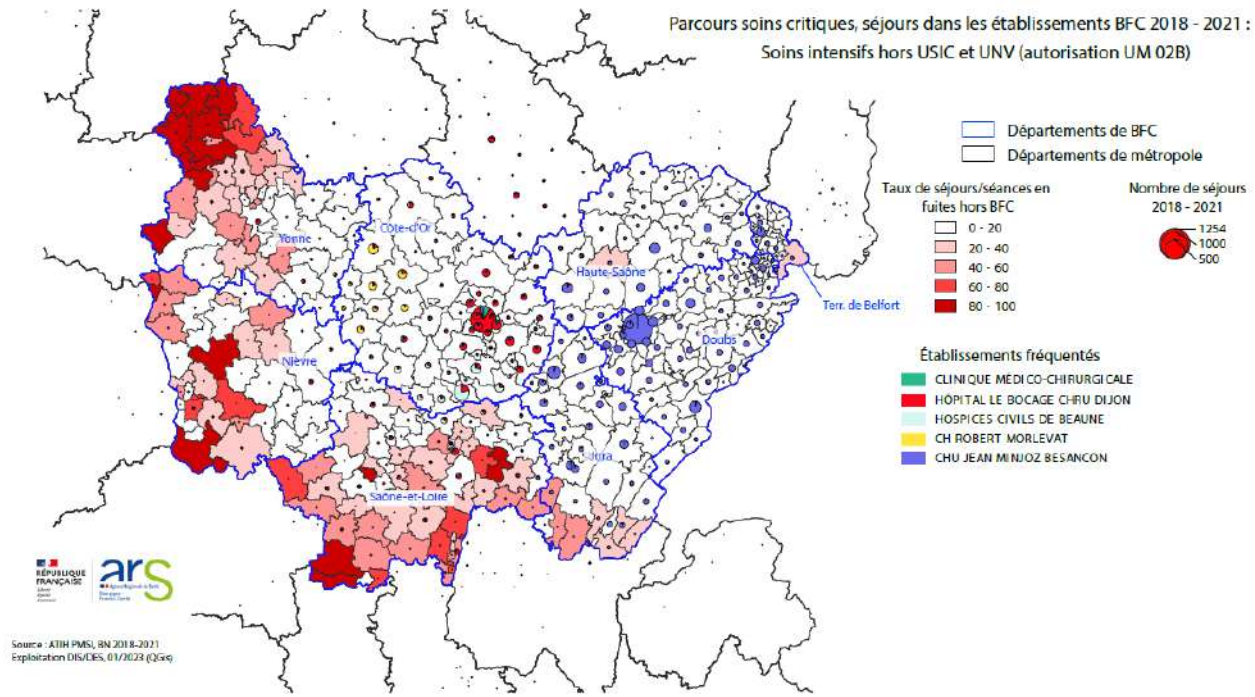 Parcours soins critiques, séjours dans les établissements BFC 2018 - 2021 :
Soins intensifs hors USIC et UNV (autorisation UM 02B)
Départements de BFC
Départements de métropole
Taux de séjours/séances en
fuites hors BFC
0 - 20
20 - 40
40 - 60
60 - 80
80 - 100
Nombre de séjours
2018 - 2021
1254
1000
500
Yonne
Côte-d'Or
Haute-Saône
Terr. de Belfort
Nièvre
Doubs
Jura
Saône-et-Loire
Établissements fréquentés
CLINIQUE MÉDICO-CHIRURGICALE
HÔPITAL LE BOCAGE CHRU DIJON
HOSPICES CIVILS DE BEAUNE
CH ROBERT MORLEVAT
CHU JEAN MINJOZ BESANCON
RÉPUBLIQUE
FRANÇAISE
ars
Source : ATIH PMSI, BN 2018-2021
Exploitation DIS/DES, 01/2023 (QGis)